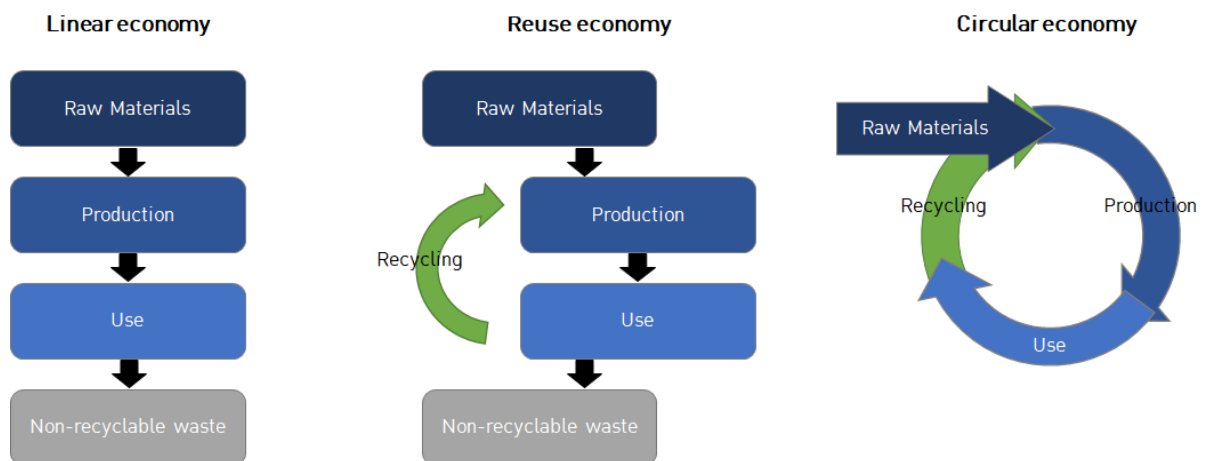 Linear economy
Raw Materials
Production
Use
Non-recyclable waste
Reuse economy
Raw Materials
Production
Recycling
Use
Non-recyclable waste
Circular economy
Raw Materials
Recycling
Production
Use